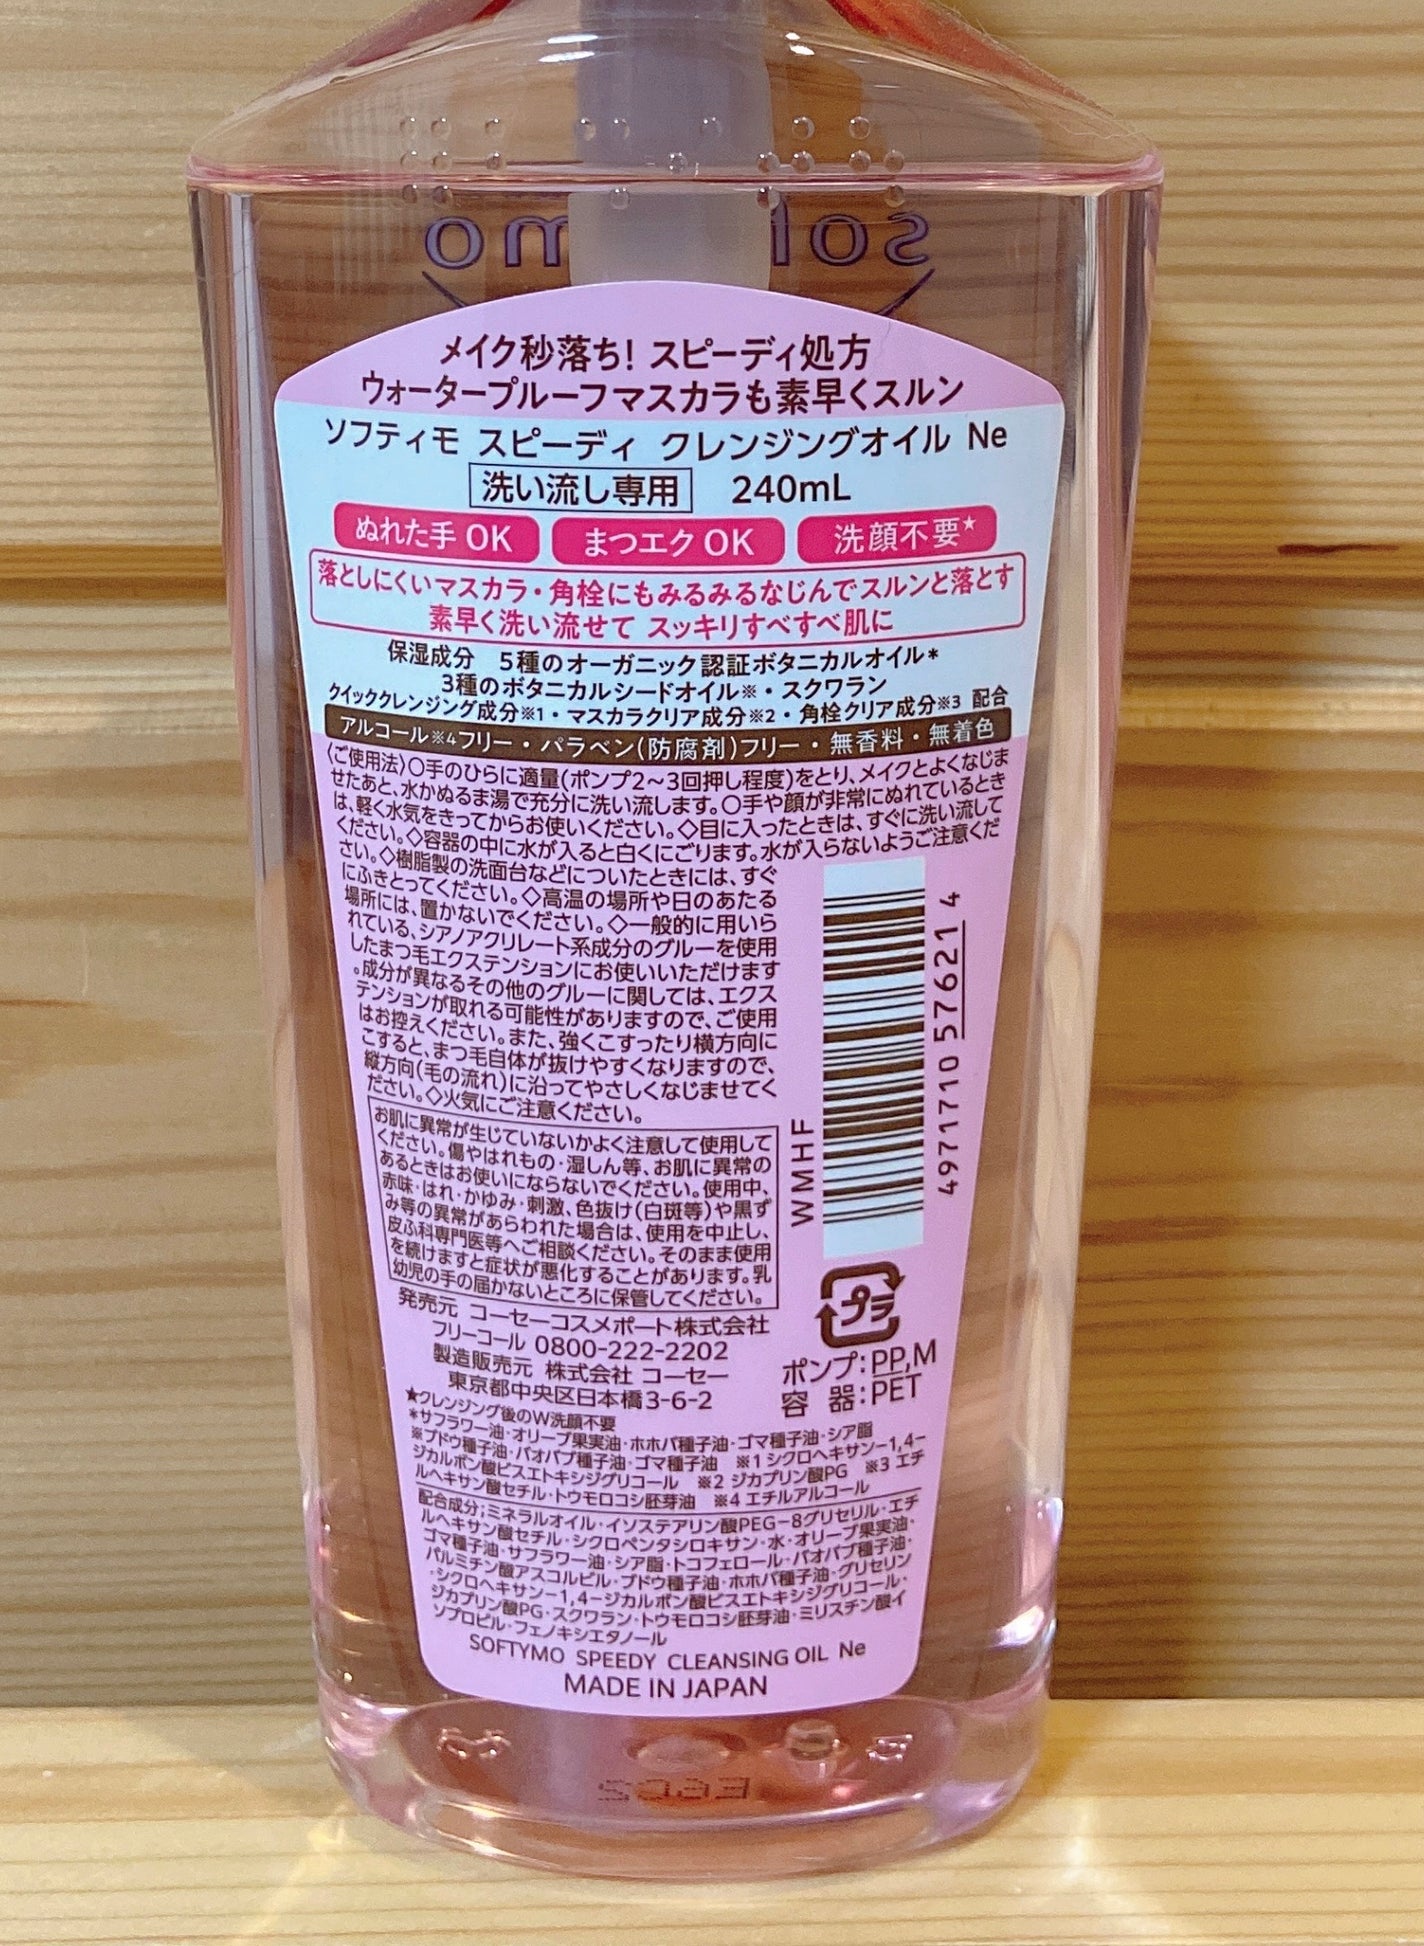 softymo
メイク秒落ち! スピーディ処方
ウォータープルーフマスカラも素早くスルン
ソフティモ スピーディ クレンジングオイル Ne
洗い流し専用 240mL
ぬれた手 OK まつエク OK 洗顔不要★
落としにくいマスカラ・角栓にもみるみるなじんでスルンと落とす
素早く洗い流せて スッキリすべすべ肌に
保湿成分 5種のオーガニック認証ボタニカルオイル*
3種のボタニカルシードオイル※・スクワラン
クイッククレンジング成分※1・マスカラクリア成分※2・角栓クリア成分※3 配合
アルコール※4フリー・パラベン(防腐剤)フリー・無香料・無着色
〈ご使用法〉○手のひらに適量(ポンプ2〜3回押し程度)をとり、メイクとよくなじま
せたあと、水かぬるま湯で充分に洗い流します。○手や顔が非常にぬれているとき
は、軽く水気をきってからお使いください。◇目に入ったときは、すぐに洗い流して
ください。◇容器の中に水が入ると白くにごります。水が入らないようご注意くだ
さい。◇樹脂製の洗面台などについたときには、すぐ
にふきとってください。◇高温の場所や日のあたる
場所には、置かないでください。◇一般的に用いら
れている、シアノアクリレート系成分のグルーを使用
したまつ毛エクステンションにお使いいただけます
。成分が異なるその他のグルーに関しては、エクス
テンションが取れる可能性がありますので、ご使用
はお控えください。また、強くこすったり横方向に
こすると、まつ毛自体が抜けやすくなりますので、
縦方向(毛の流れ)に沿ってやさしくなじませてく
ださい。◇火気にご注意ください。
お肌に異常が生じていないかよく注意して使用して
ください。傷やはれもの・湿しん等、お肌に異常の
あるときはお使いにならないでください。使用中、
赤味・はれ・かゆみ・刺激、色抜け(白斑等)や黒ず
み等の異常があらわれた場合は、使用を中止し、
皮ふ科専門医等へご相談ください。そのまま使用
を続けますと症状が悪化することがあります。乳
幼児の手の届かないところに保管してください。
WMHF
4971710 576214
プラ
ポンプ:PP,M
容 器:PET
発売元 コーセーコスメポート株式会社
フリーコール 0800-222-2202
製造販売元 株式会社 コーセー
東京都中央区日本橋3-6-2
★クレンジング後のW洗顔不要
*サフラワー油・オリーブ果実油・ホホバ種子油・ゴマ種子油・シア脂
※ブドウ種子油・バオバブ種子油・ゴマ種子油 ※1 シクロヘキサン-1,4-
ジカルボン酸ビスエトキシジグリコール ※2 ジカプリン酸PG ※3 エチ
ルヘキサン酸セチル・トウモロコシ胚芽油 ※4 エチルアルコール
配合成分;ミネラルオイル・イソステアリン酸PEG-8グリセリル・エチ
ルヘキサン酸セチル・シクロペンタシロキサン・水・オリーブ果実油・
ゴマ種子油・サフラワー油・シア脂・トコフェロール・バオバブ種子油・
パルミチン酸アスコルビル・ブドウ種子油・ホホバ種子油・グリセリン
・シクロヘキサン-1,4-ジカルボン酸ビスエトキシジグリコール・
ジカプリン酸PG・スクワラン・トウモロコシ胚芽油・ミリスチン酸イ
ソプロピル・フェノキシエタノール
SOFTYMO SPEEDY CLEANSING OIL Ne
MADE IN JAPAN